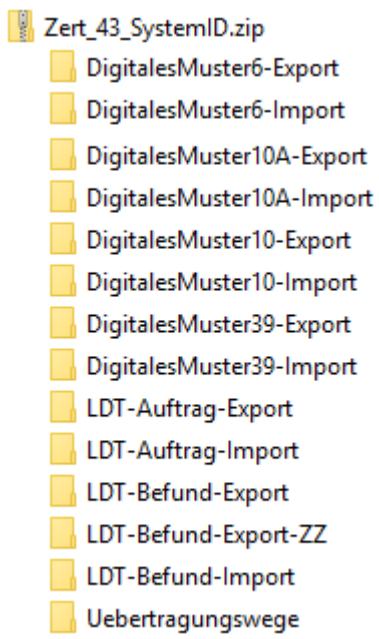 Zert_43_SystemID.zip
DigitalesMuster6-Export
DigitalesMuster6-Import
DigitalesMuster10A-Export
DigitalesMuster10A-Import
DigitalesMuster10-Export
DigitalesMuster10-Import
DigitalesMuster39-Export
DigitalesMuster39-Import
LDT-Auftrag-Export
LDT-Auftrag-Import
LDT-Befund-Export
LDT-Befund-Export-ZZ
LDT-Befund-Import
Uebertragungswege